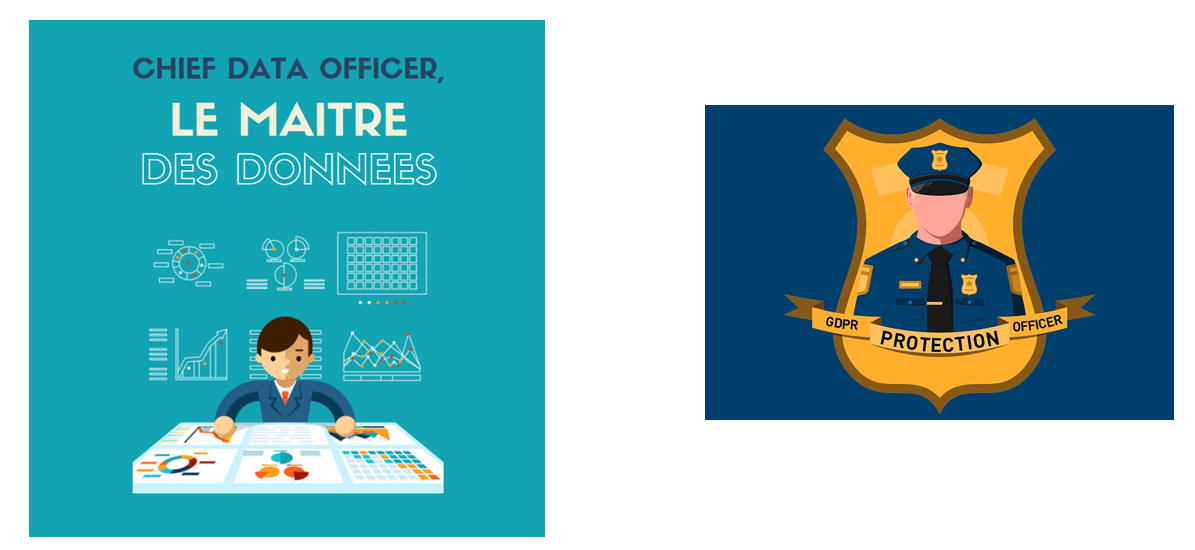 CHIEF DATA OFFICER,
LE MAITRE
DES DONNEES
GDPR
PROTECTION
OFFICER